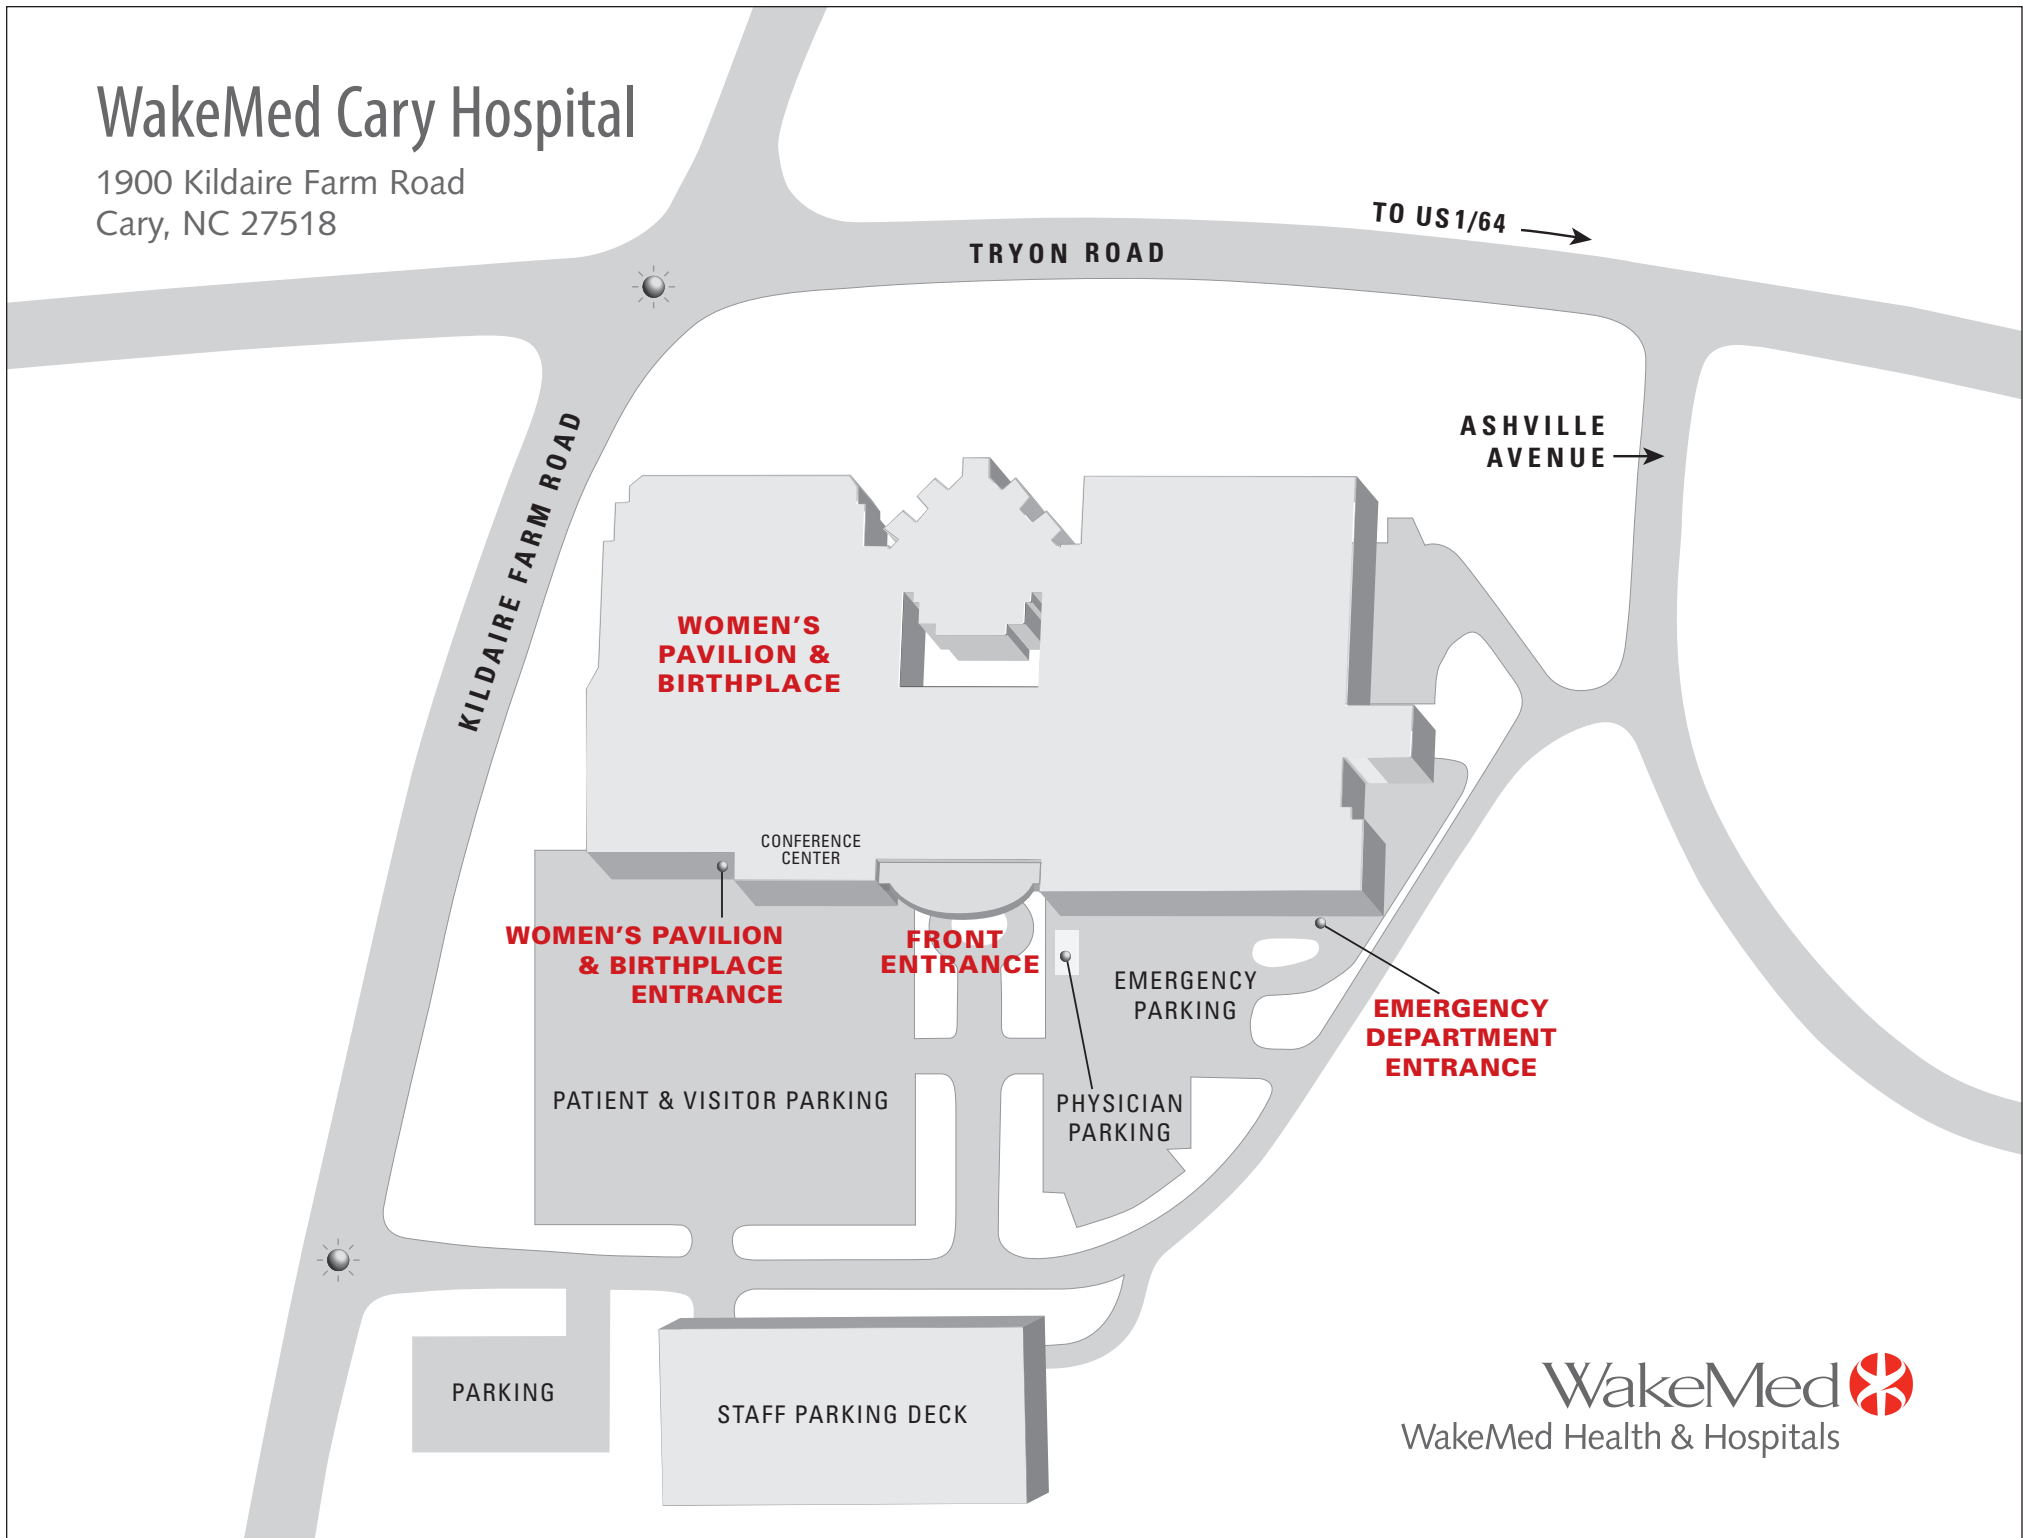 WakeMed Cary Hospital
1900 Kildaire Farm Road
Cary, NC 27518
TO US1/64
TRYON ROAD
ASHVILLE
AVENUE
KILDAIRE FARM ROAD
WOMEN'S
PAVILION &
BIRTHPLACE
CONFERENCE
CENTER
WOMEN'S PAVILION
& BIRTHPLACE
ENTRANCE
FRONT
ENTRANCE
EMERGENCY
PARKING
EMERGENCY
DEPARTMENT
ENTRANCE
PATIENT & VISITOR PARKING
PHYSICIAN
PARKING
PARKING
STAFF PARKING DECK
WakeMed
WakeMed Health & Hospitals